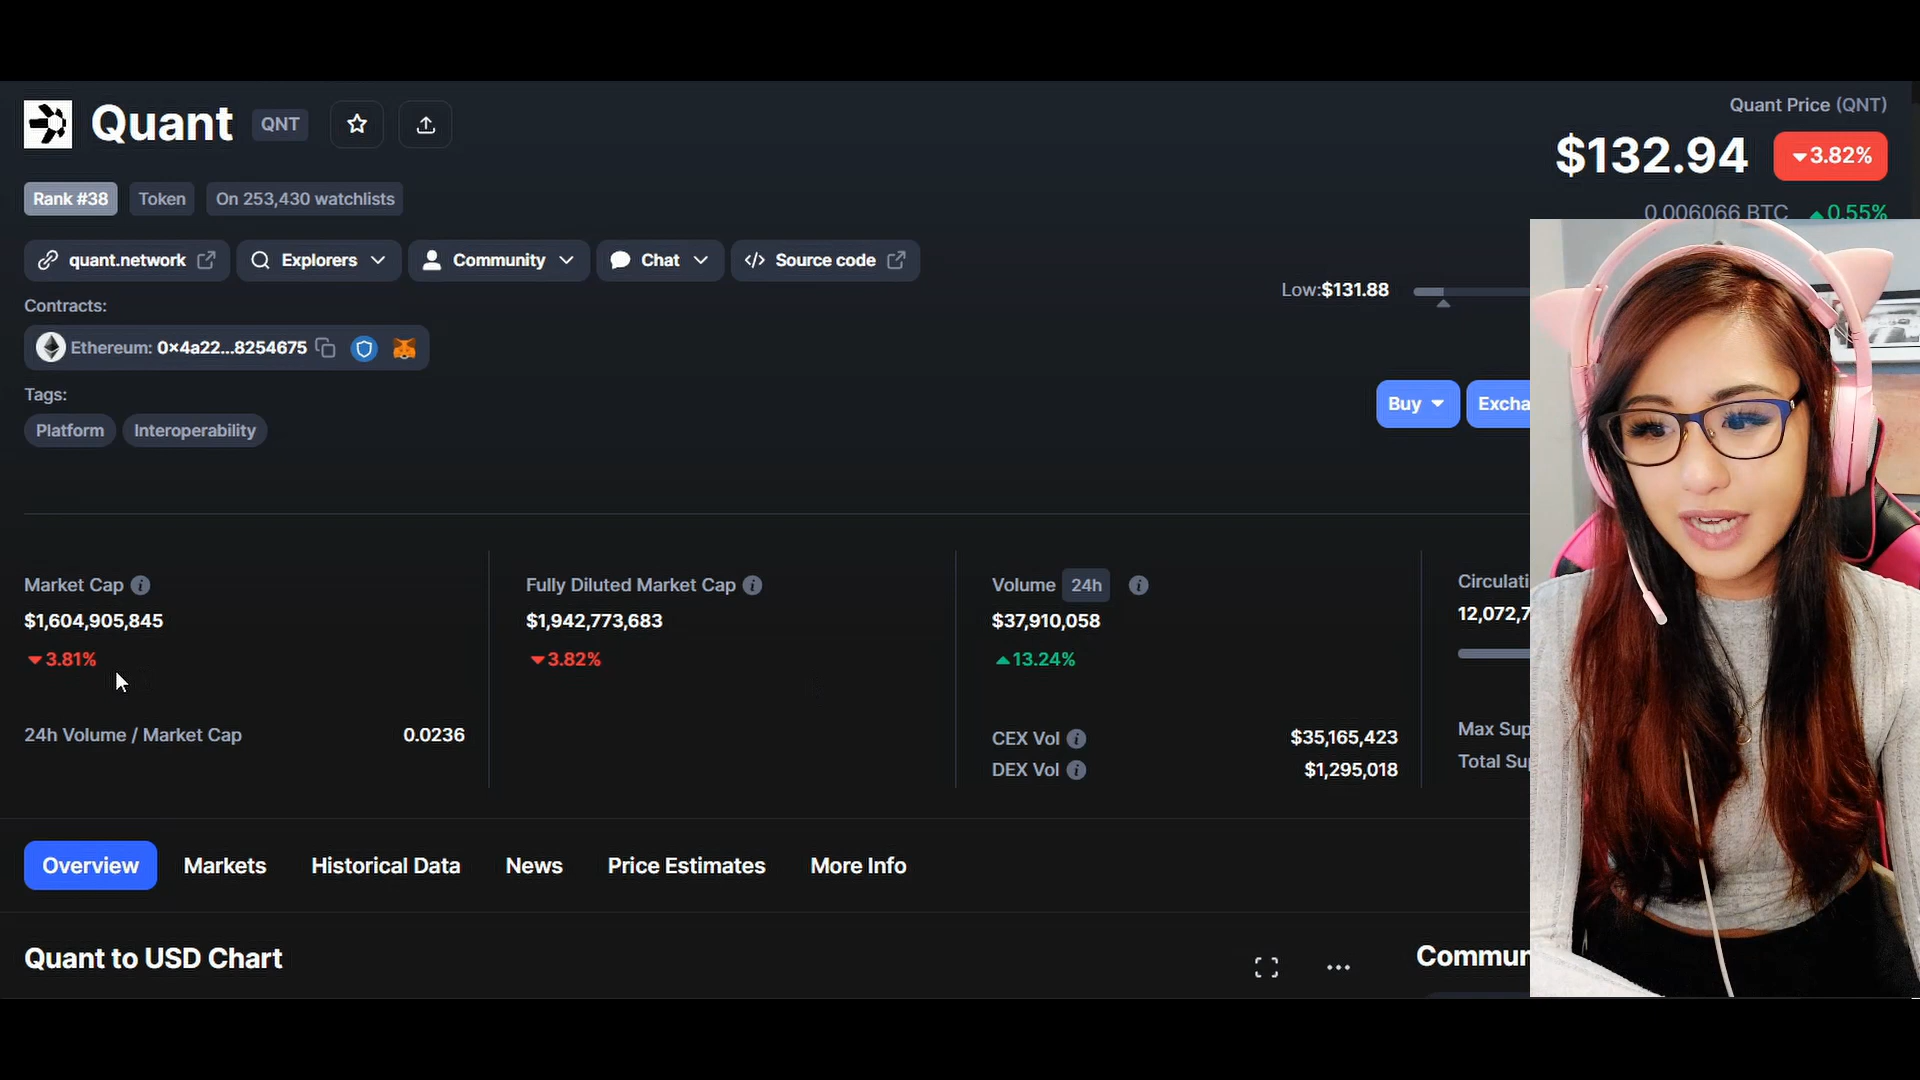 Quant QNT
Quant Price (QNT)
$132.94 3.82%
Rank #38 Token On 253,430 watchlists
0.006066 BTC 0.55%
quant.network Explorers Community Chat Source code
Low:$131.88
Contracts:
Ethereum: 0x4a22...8254675
Tags:
Buy Excha
Platform Interoperability
Market Cap
$1,604,905,845
3.81%
24h Volume / Market Cap 0.0236
Fully Diluted Market Cap
$1,942,773,683
3.82%
Volume 24h
$37,910,058
13.24%
CEX Vol $35,165,423
DEX Vol $1,295,018
Circulati
12,072,7
Max Sup
Total Su
Overview Markets Historical Data News Price Estimates More Info
Quant to USD Chart
Commun